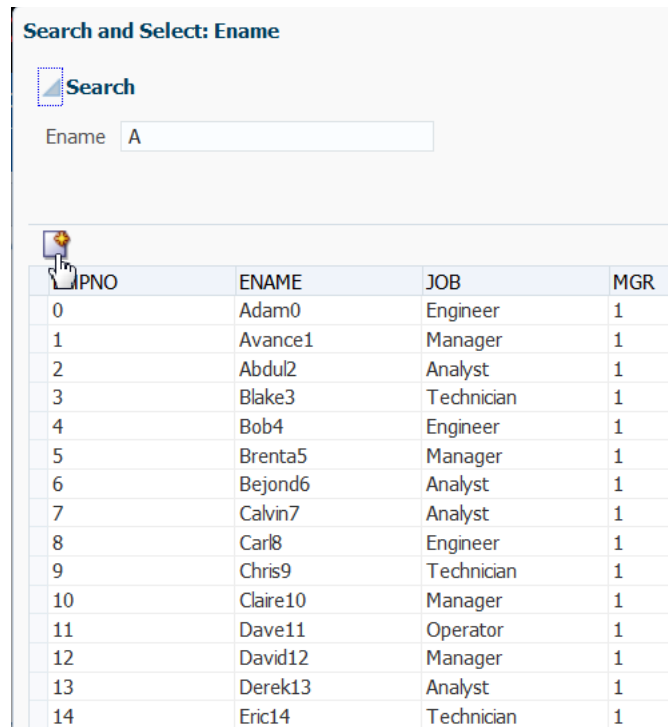 Search and Select: Ename
Search
Ename A
MPNO ENAME JOB MGR
0 Adam0 Engineer 1
1 Avance1 Manager 1
2 Abdul2 Analyst 1
3 Blake3 Technician 1
4 Bob4 Engineer 1
5 Brenta5 Manager 1
6 Bejond6 Analyst 1
7 Calvin7 Analyst 1
8 Carl8 Engineer 1
9 Chris9 Technician 1
10 Claire10 Manager 1
11 Dave11 Operator 1
12 David12 Manager 1
13 Derek13 Analyst 1
14 Eric14 Technician 1